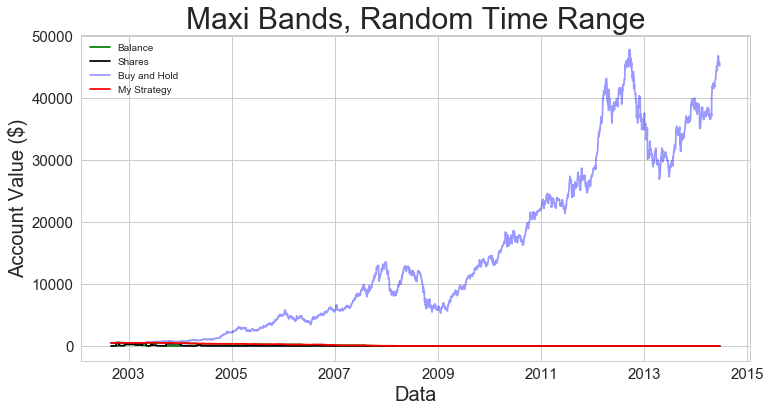 Maxi Bands, Random Time Range
Balance
Shares
Buy and Hold
My Strategy
Account Value ($)
50000
40000
30000
20000
10000
0
2003
2005
2007
2009
2011
2013
2015
Data